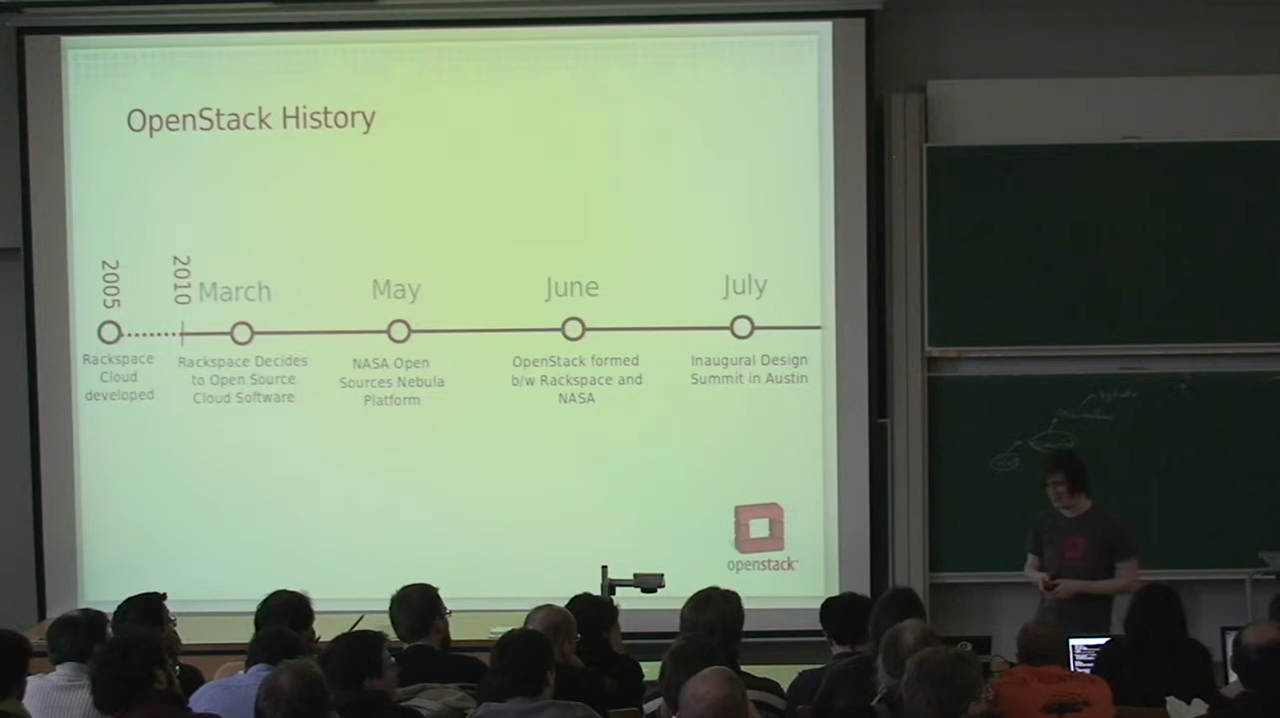 OpenStack History
2005
2010
March
May
June
July
Rackspace
Cloud
developed
Rackspace Decides
to Open Source
Cloud Software
NASA Open
Sources Nebula
Platform
OpenStack formed
b/w Rackspace and
NASA
Inaugural Design
Summit in Austin
openstack